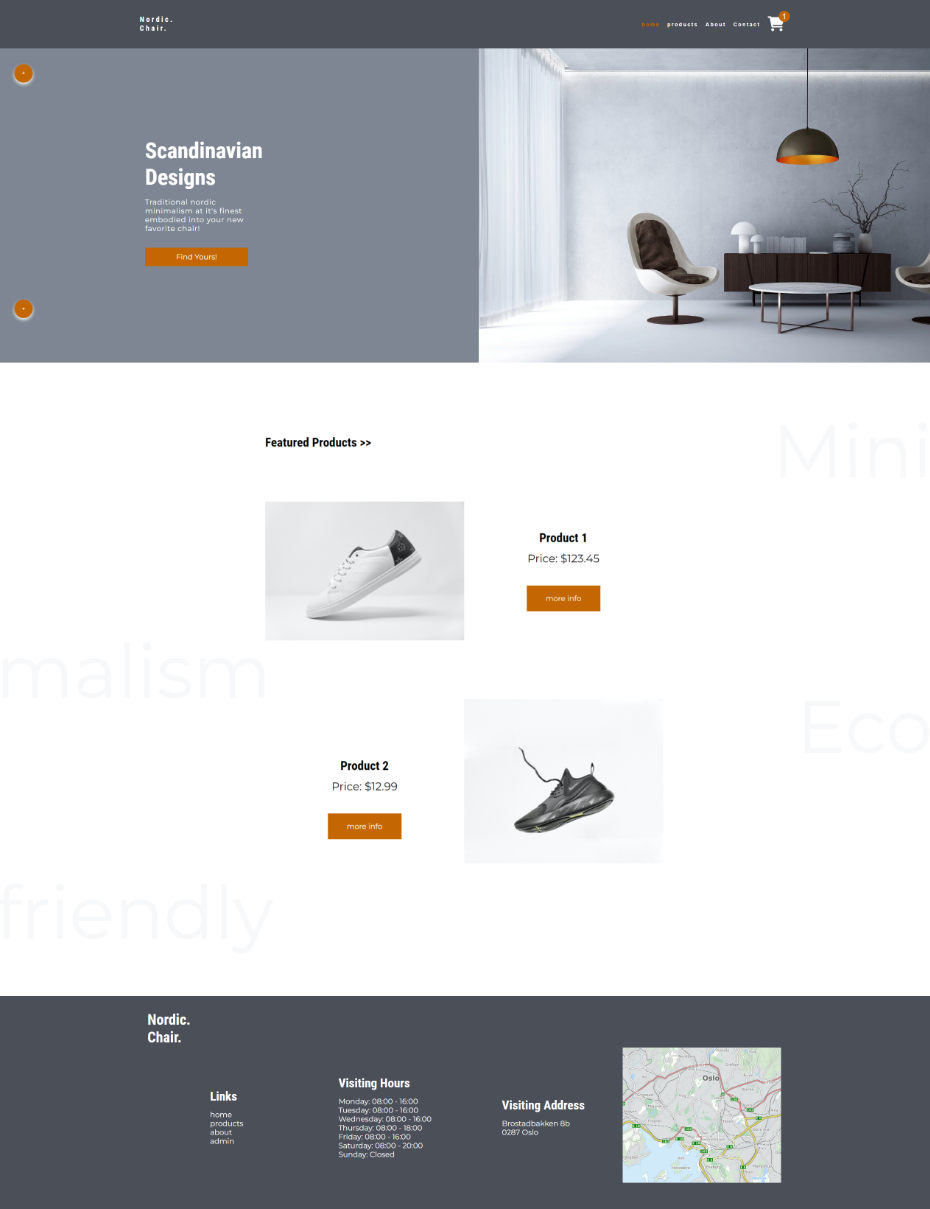 Nordic.
Chair.
home products About Contact
1
Scandinavian
Designs
Traditional nordic
minimalism at it's finest
embodied into your new
favorite chair!
Find Yours!
Featured Products >>
Mini
Product 1
Price: $123.45
more info
malism
Eco
Product 2
Price: $12.99
more info
friendly
Nordic.
Chair.
Links
home
products
about
admin
Visiting Hours
Monday: 08:00 - 16:00
Tuesday: 08:00 - 16:00
Wednesday: 08:00 - 16:00
Thursday: 08:00 - 18:00
Friday: 08:00 - 16:00
Saturday: 08:00 - 20:00
Sunday: Closed
Visiting Address
Brostadbakken 8b
0287 Oslo
Oslo